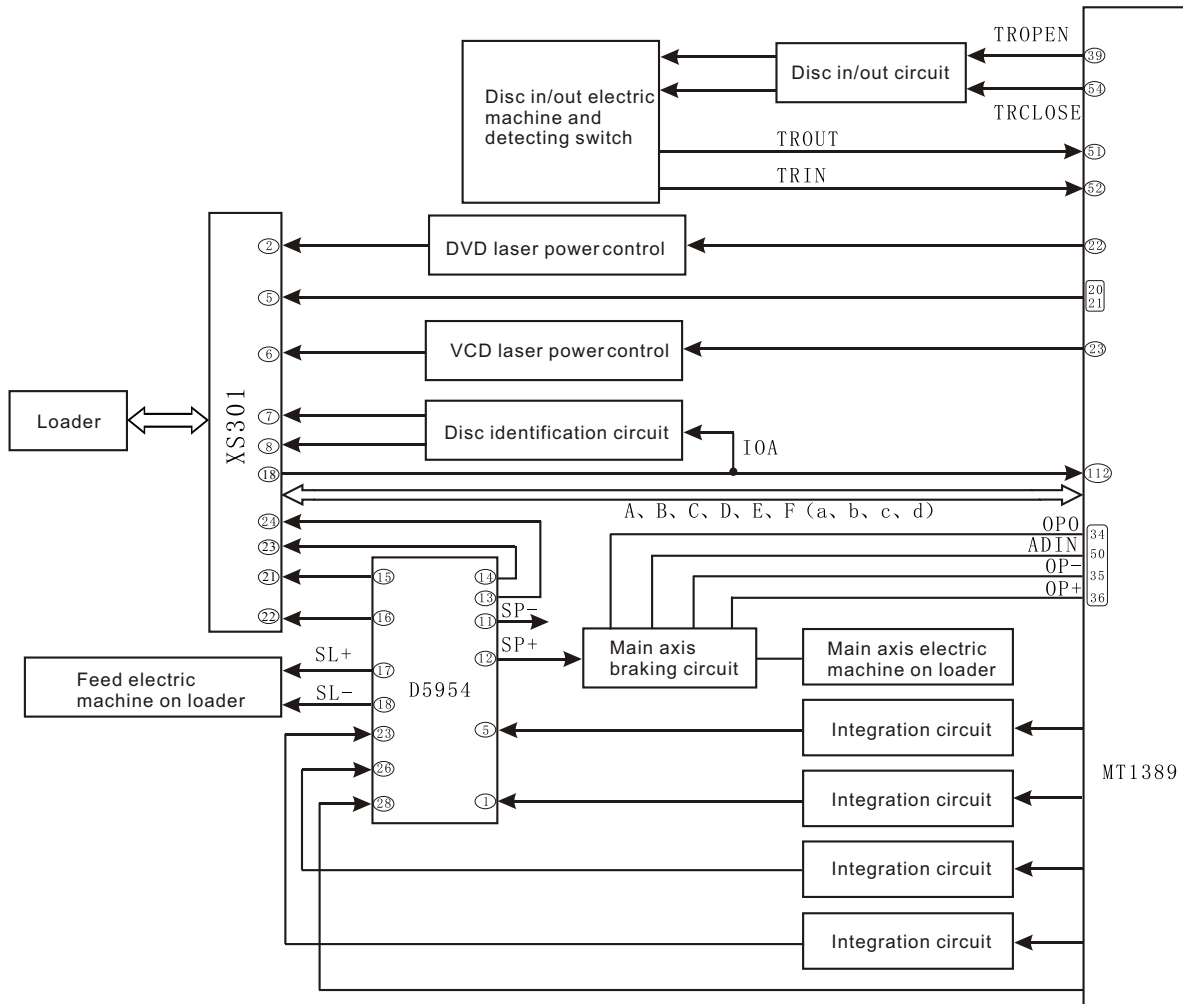 TROPEN
39
Disc in/out circuit
54
TRCLOSE
Disc in/out electric
machine and
detecting switch
TROUT
51
TRIN
52
2
DVD laser power control
22
5
20
21
6
VCD laser power control
23
Loader
XS301
7
8
Disc identification circuit
IOA
18
112
A、B、C、D、E、F（a、b、c、d）
24
OPO
34
23
ADIN
50
21
15
14
OP-
35
13
OP+
36
22
16
11
SP-
12
SP+
Main axis
braking circuit
Main axis electric
machine on loader
Feed electric
machine on loader
SL+
17
SL-
18
D5954
23
5
Integration circuit
26
MT1389
28
1
Integration circuit
Integration circuit
Integration circuit